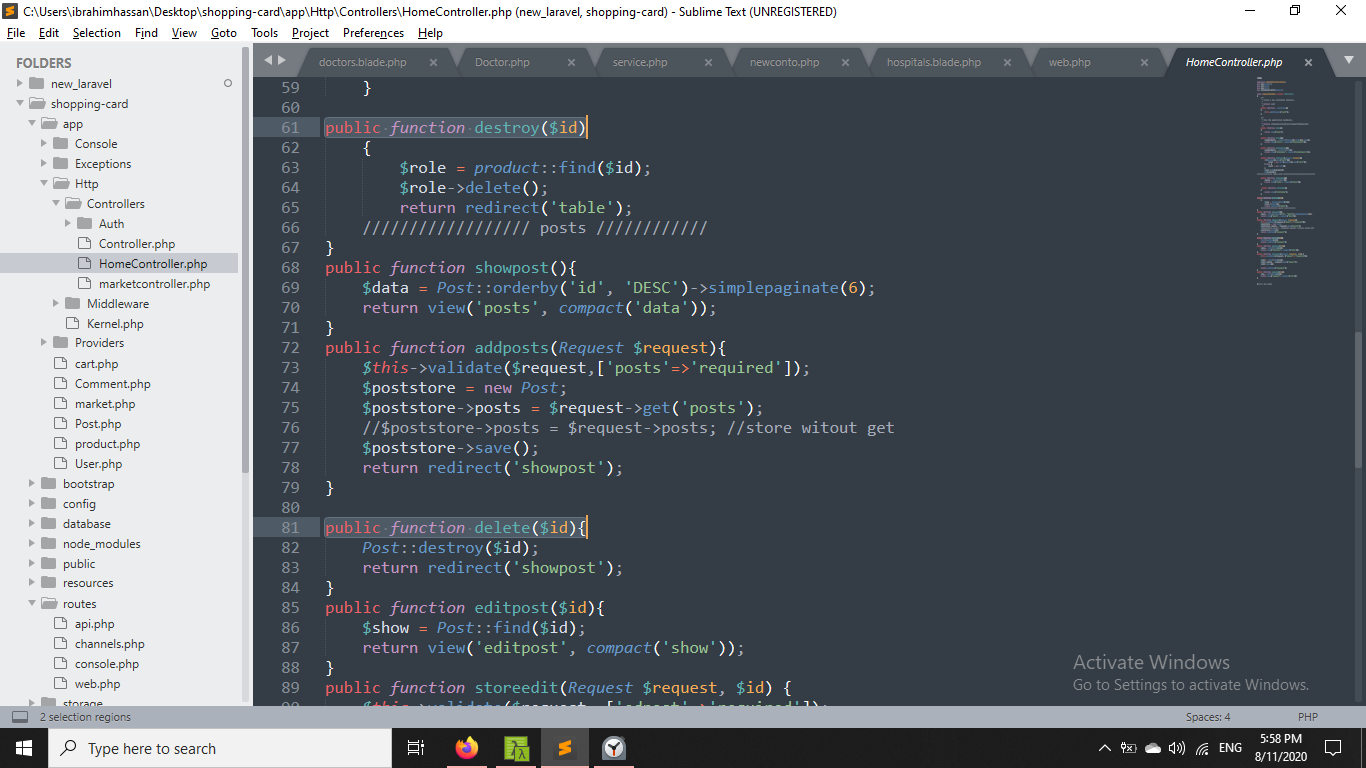 C:\Users\ibrahimhassan\Desktop\shopping-card\app\Http\Controllers\HomeController.php (new_laravel, shopping-card) - Sublime Text (UNREGISTERED)
File Edit Selection Find View Goto Tools Project Preferences Help
FOLDERS
new_laravel
shopping-card
app
Console
Exceptions
Http
Controllers
Auth
Controller.php
HomeController.php
marketcontroller.php
Middleware
Kernel.php
Providers
cart.php
Comment.php
market.php
Post.php
product.php
User.php
bootstrap
config
database
node_modules
public
resources
routes
api.php
channels.php
console.php
web.php
storage
doctors.blade.php Doctor.php service.php newconto.php hospitals.blade.php web.php HomeController.php
59 }
60
61 public function destroy($id)
62 {
63 $role = product::find($id);
64 $role->delete();
65 return redirect('table');
66 ////////////////// posts ////////////
67 }
68 public function showpost(){
69 $data = Post::orderby('id', 'DESC')->simplepaginate(6);
70 return view('posts', compact('data'));
71 }
72 public function addposts(Request $request){
73 $this->validate($request,['posts'=>'required']);
74 $poststore = new Post;
75 $poststore->posts = $request->get('posts');
76 //$poststore->posts = $request->posts; //store witout get
77 $poststore->save();
78 return redirect('showpost');
79 }
80
81 public function delete($id){
82 Post::destroy($id);
83 return redirect('showpost');
84 }
85 public function editpost($id){
86 $show = Post::find($id);
87 return view('editpost', compact('show'));
88 }
89 public function storeedit(Request $request, $id) {
Activate Windows
Go to Settings to activate Windows.
2 selection regions Spaces: 4 PHP
Type here to search
ENG
5:58 PM
8/11/2020